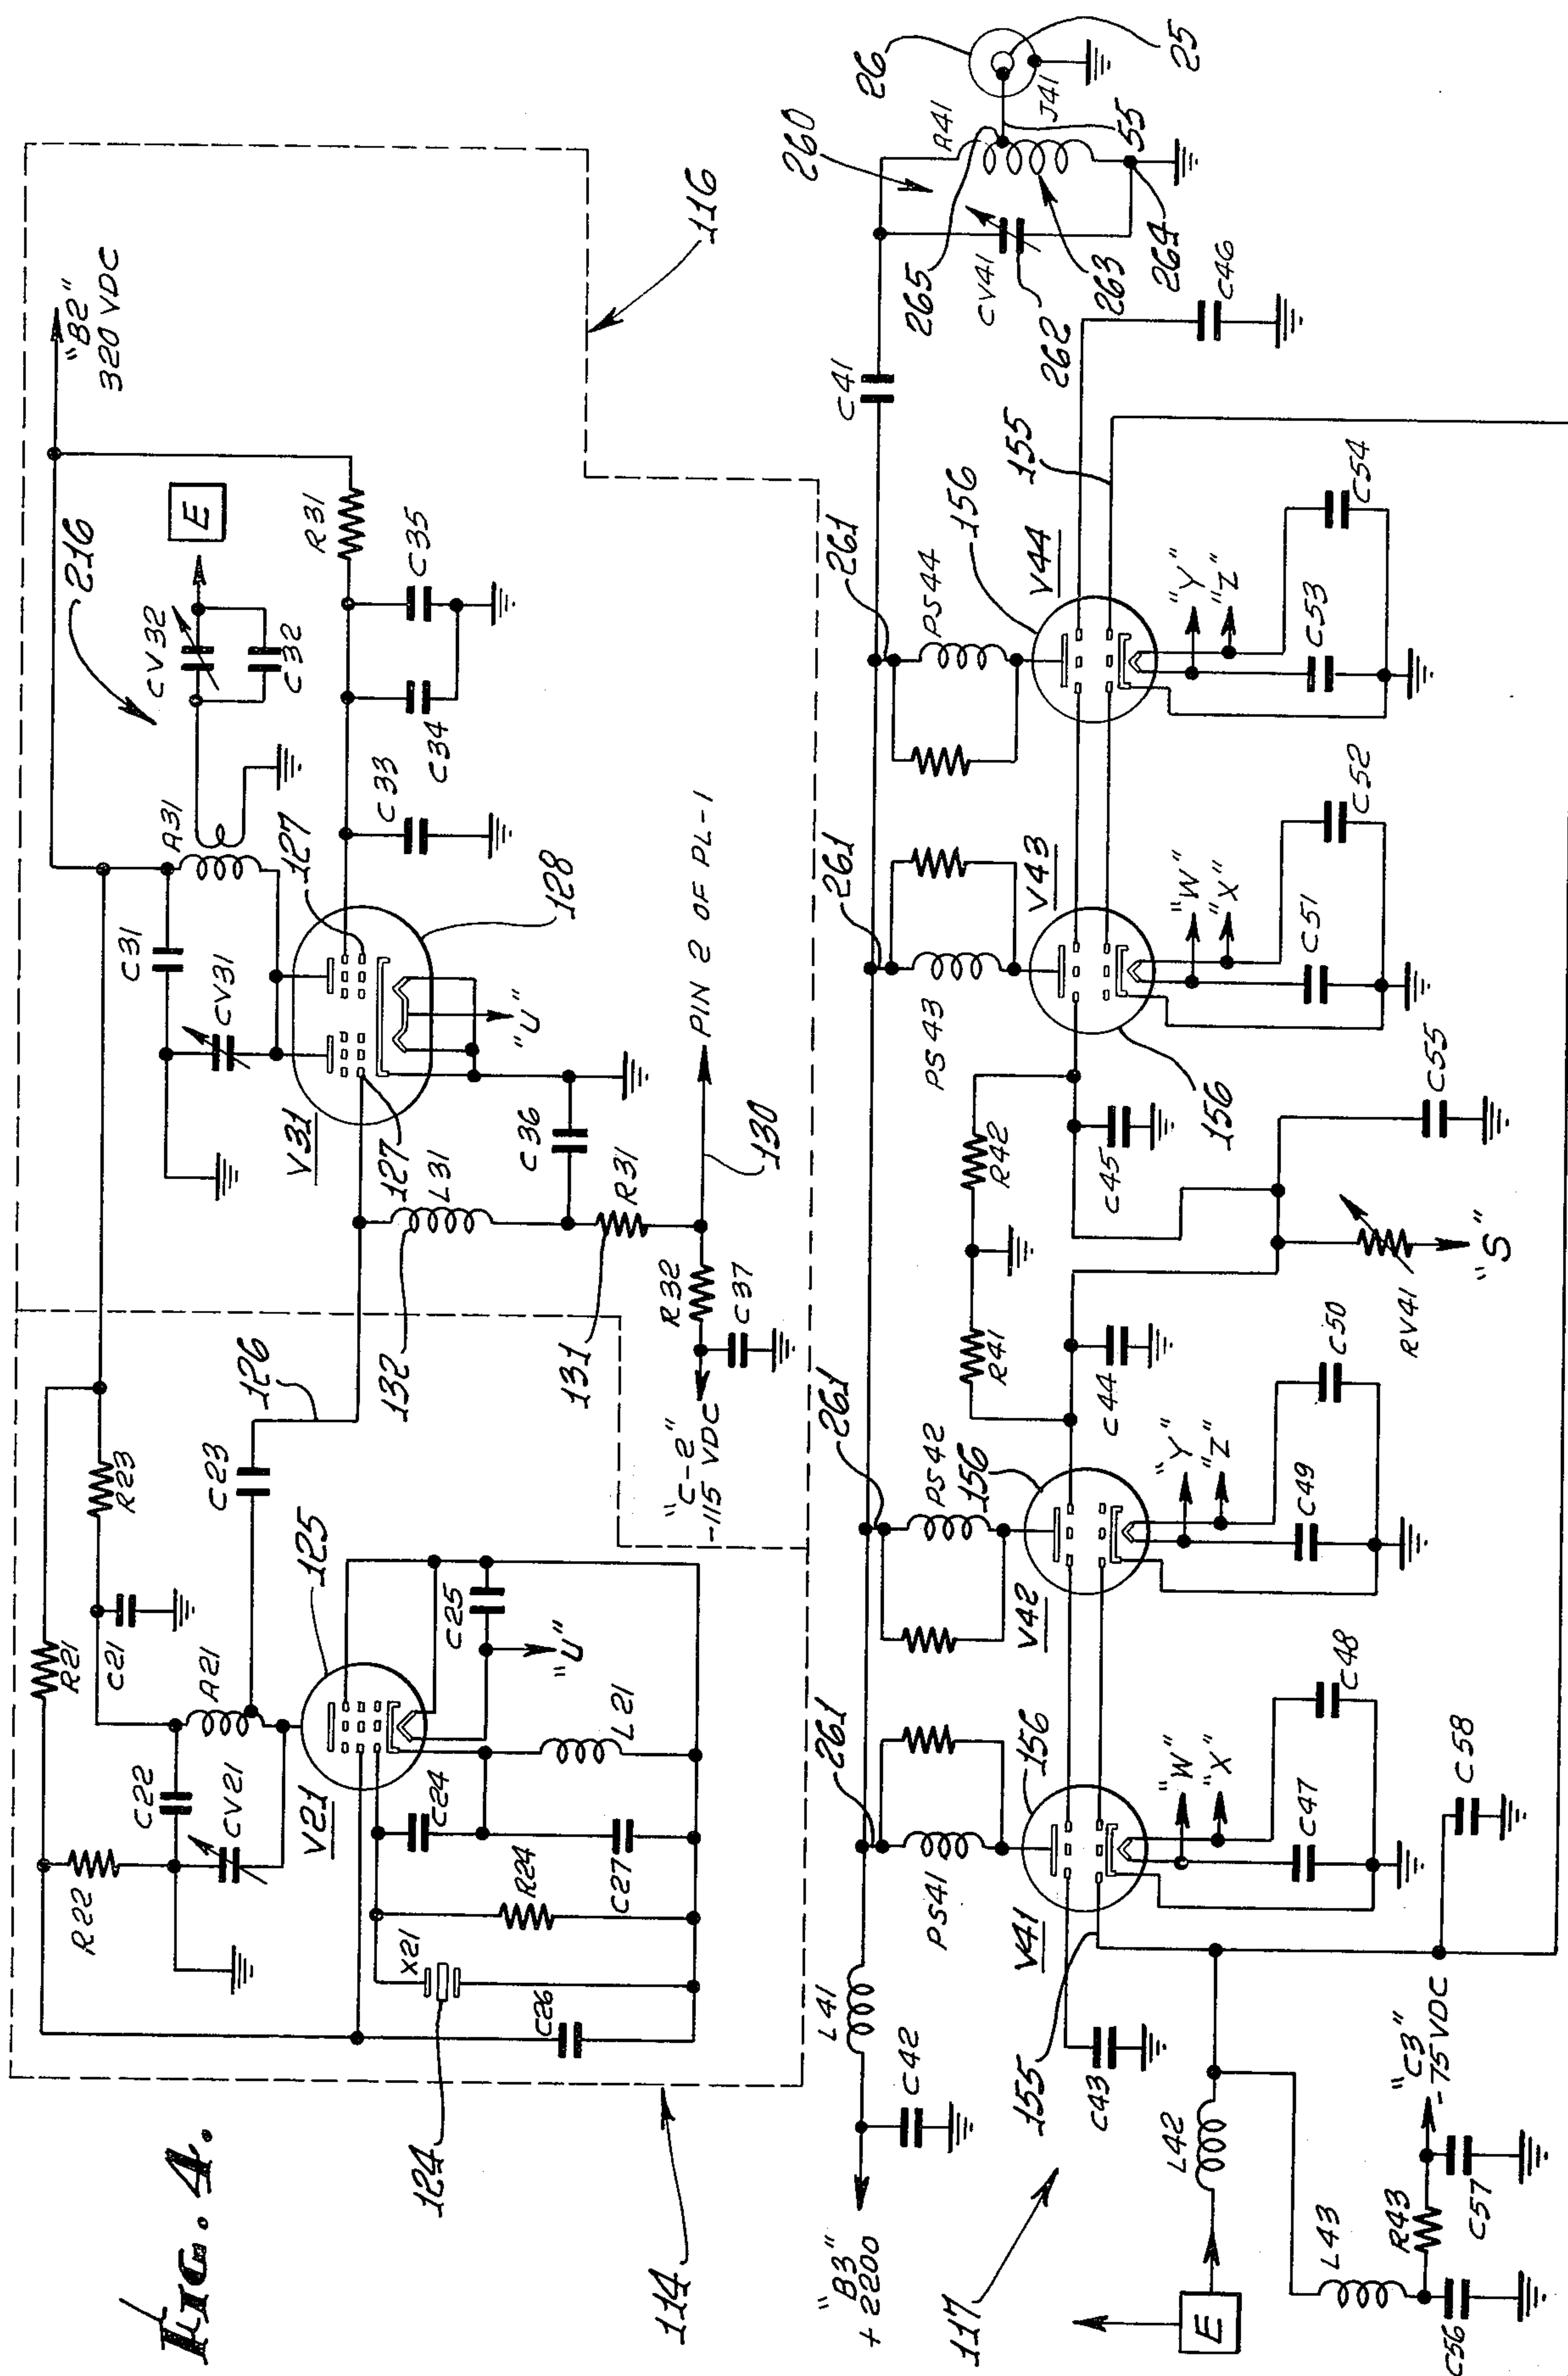 Fig. 4.
114
124
R22
C22
CV21
R21
C21
A21
R23
C23
126
V21
125
X21
C26
R24
C24
C27
L21
C25
"U"
"B2"
320 VDC
216
E
CV32
C32
C31
A31
CV31
V31
127
127
128
C33
C34
C35
R31
"U"
132
L31
C36
131
R31
R32
C37
"C-2"
-115 VDC
130
PIN 2 OF PL-1
116
"B3"
+2200
C42
L41
261
261
261
261
C41
PS41
PS42
PS43
PS44
V41
V42
V43
V44
156
156
156
156
155
155
C43
C44
C45
C46
R41
R42
"W"
"X"
"Y"
"Z"
"W"
"X"
"Y"
"Z"
C47
C48
C49
C50
C51
C52
C53
C54
C55
RV41
"S"
C58
117
E
L42
L43
C56
R43
C57
"C3"
-75 VDC
260
265
A41
CV41
262
263
264
J41
55
26
25